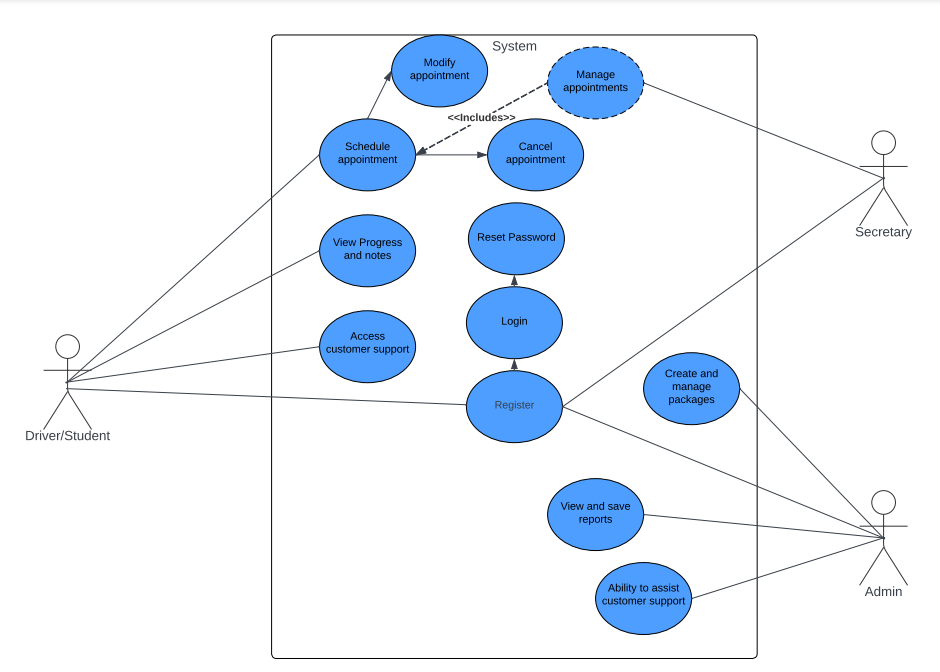 System
Modify
appointment
Manage
appointments
<<Includes>>
Schedule
appointment
Cancel
appointment
Secretary
View Progress
and notes
Reset Password
Login
Access
customer support
Driver/Student
Register
Create and
manage
packages
View and save
reports
Admin
Ability to assist
customer support